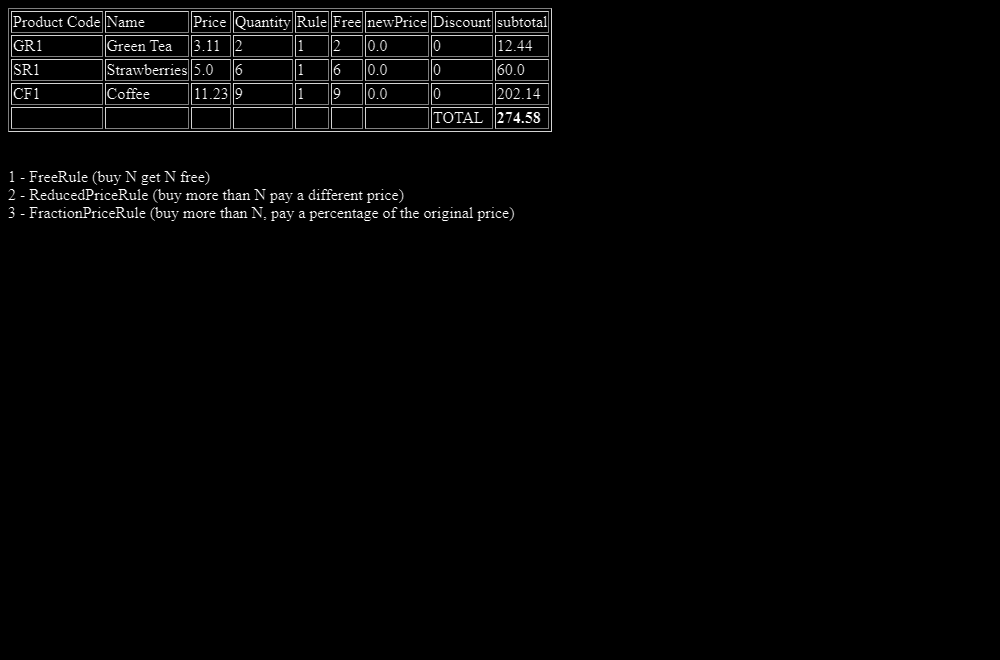 Product Code Name Price Quantity Rule Free newPrice Discount subtotal
GR1 Green Tea 3.11 2 1 2 0.0 0 12.44
SR1 Strawberries 5.0 6 1 6 0.0 0 60.0
CF1 Coffee 11.23 9 1 9 0.0 0 202.14
TOTAL 274.58
1 - FreeRule (buy N get N free)
2 - ReducedPriceRule (buy more than N pay a different price)
3 - FractionPriceRule (buy more than N, pay a percentage of the original price)